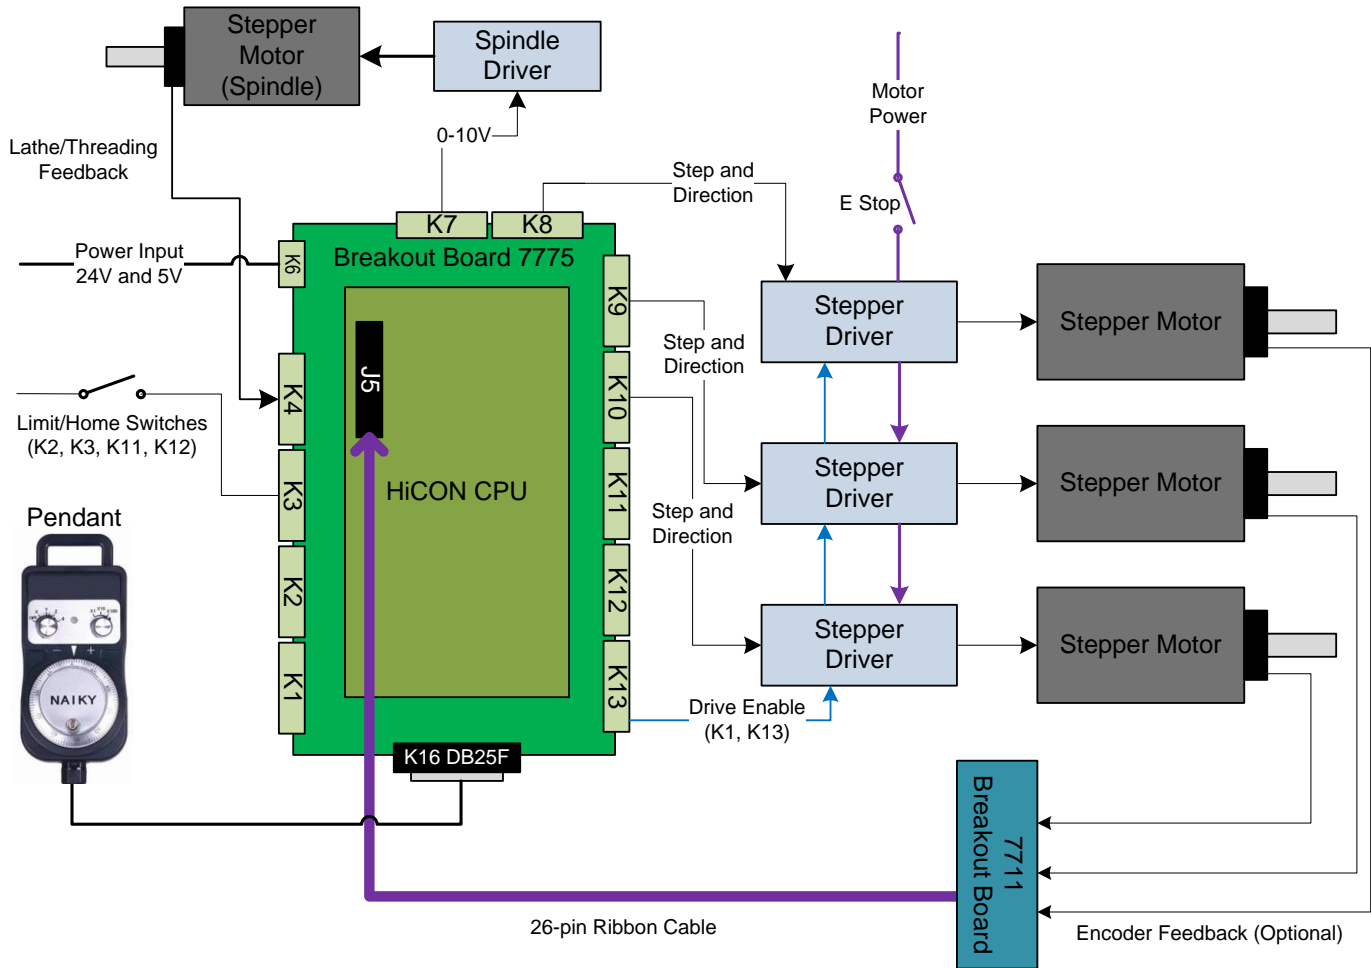 Stepper
Motor
(Spindle)
Spindle
Driver
Motor
Power
0-10V
Lathe/Threading
Feedback
Step and
Direction
E Stop
K7
K8
Power Input
24V and 5V
K6
Breakout Board 7775
K9
Stepper
Driver
Stepper Motor
Step and
Direction
J5
K4
K10
Limit/Home Switches
(K2, K3, K11, K12)
K3
HiCON CPU
K11
Stepper
Driver
Stepper Motor
Step and
Direction
Pendant
K2
K12
Stepper
Driver
Stepper Motor
X
Y
Z
4
X1
X10
X100
- +
NAIKY
K1
K13
Drive Enable
(K1, K13)
K16 DB25F
7711
Breakout Board
26-pin Ribbon Cable
Encoder Feedback (Optional)